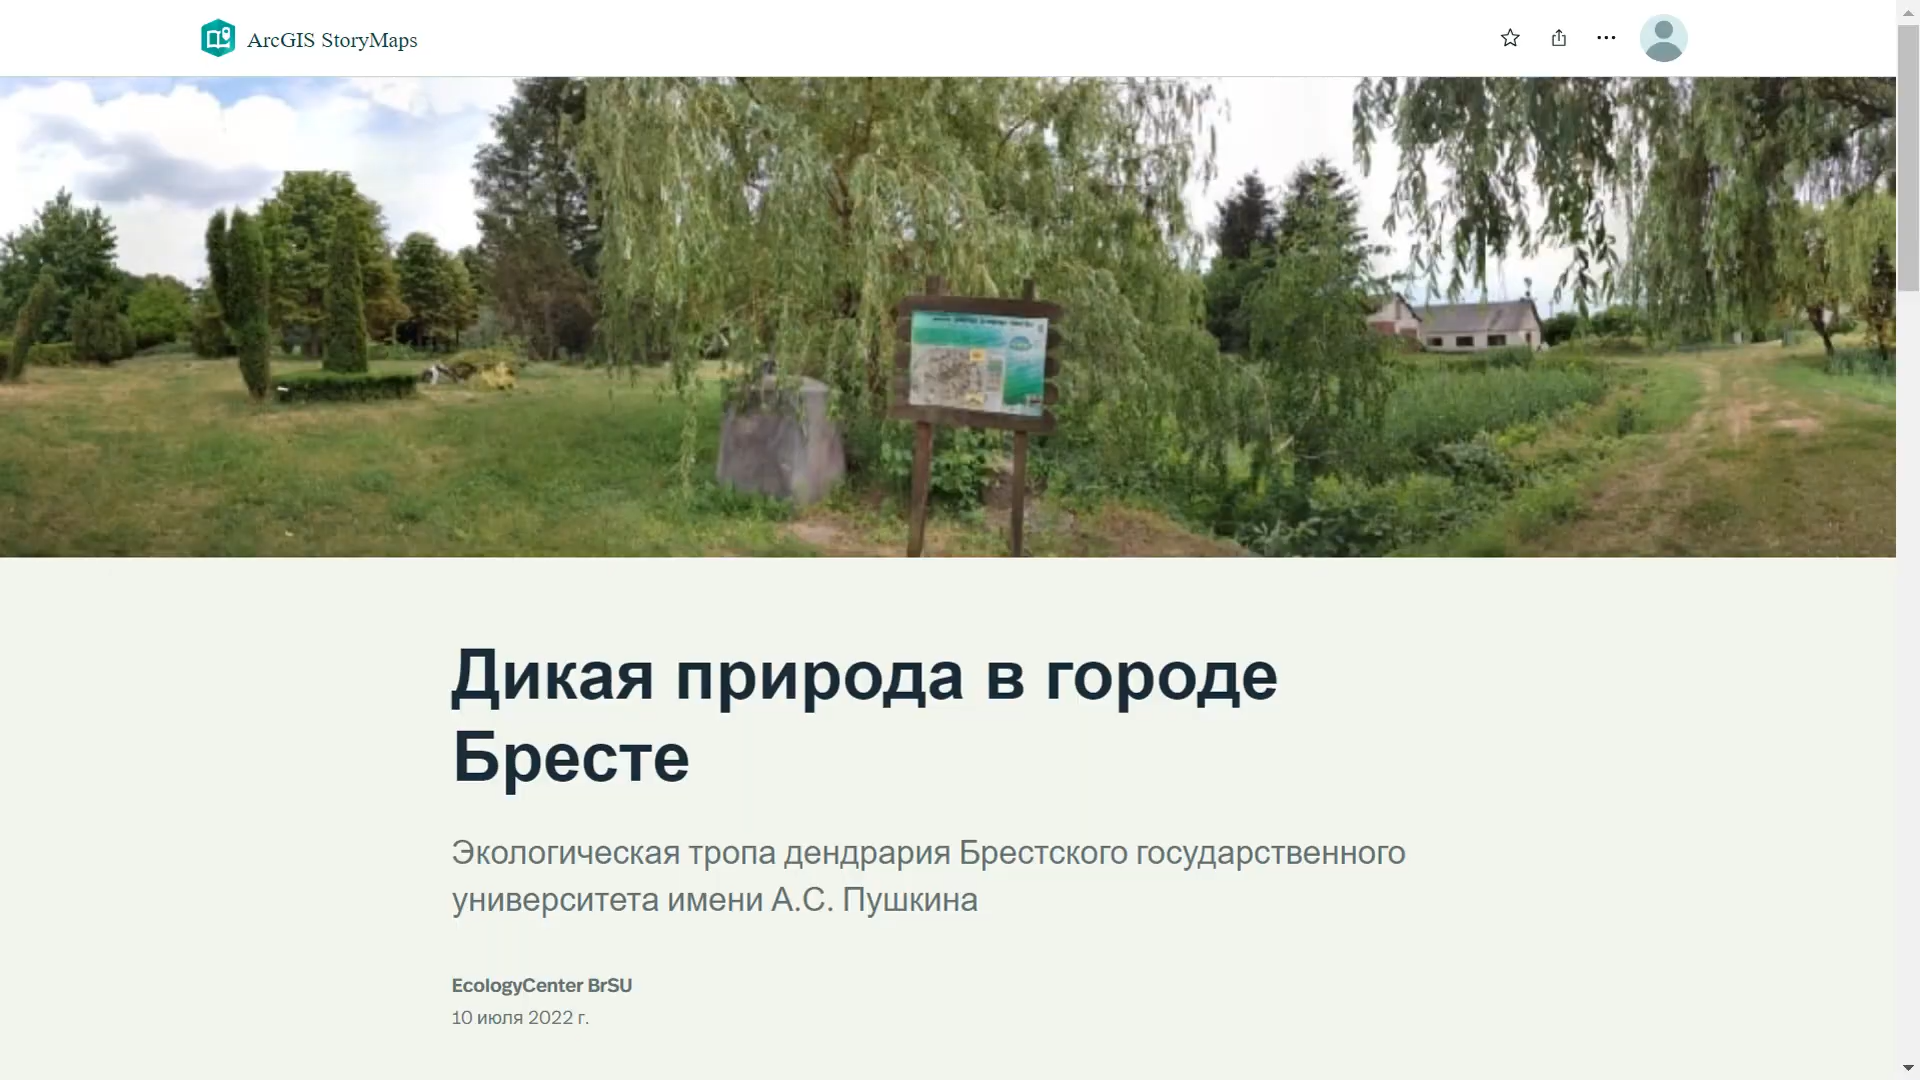 ArcGIS StoryMaps
Дикая природа в городе
Бресте
Экологическая тропа дендрария Брестского государственного
университета имени А.С. Пушкина
EcologyCenter BrSU
10 июля 2022 г.